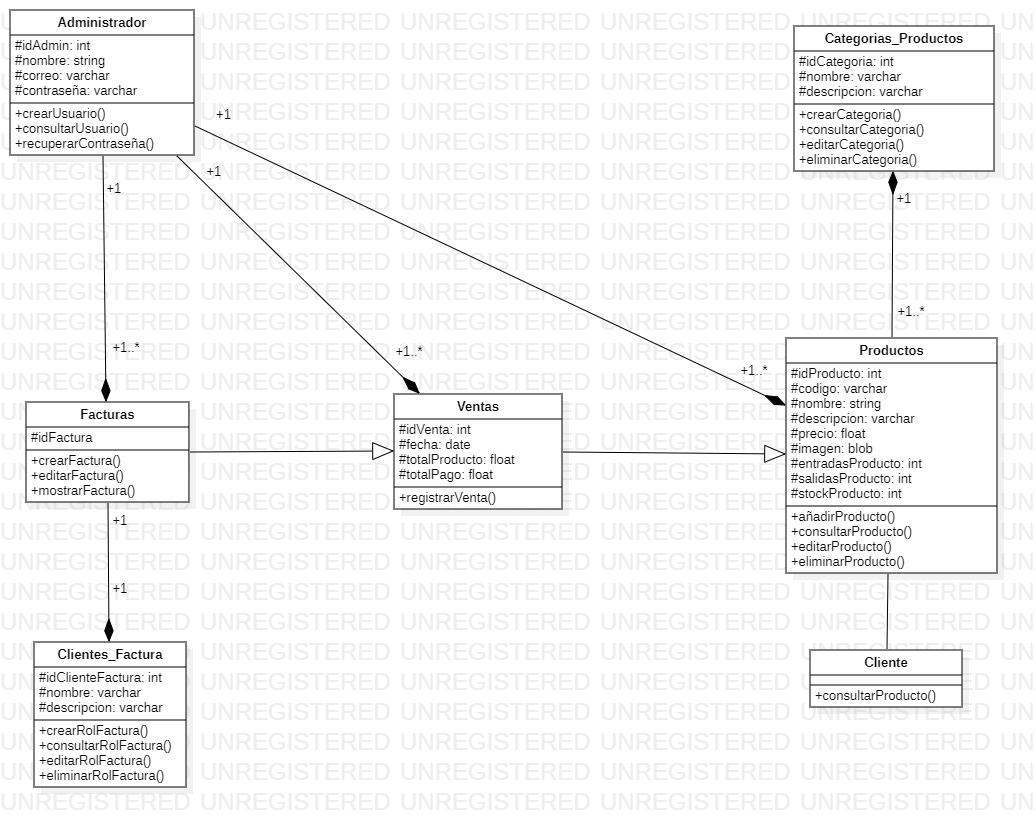 Administrador
#idAdmin: int
#nombre: string
#correo: varchar
#contraseña: varchar
+crearUsuario()
+consultarUsuario()
+recuperarContraseña()
Categorias_Productos
#idCategoria: int
#nombre: varchar
#descripcion: varchar
+crearCategoria()
+consultarCategoria()
+editarCategoria()
+eliminarCategoria()
+1
+1
+1
+1
+1..*
+1..*
+1..*
+1..*
Facturas
#idFactura
+crearFactura()
+editarFactura()
+mostrarFactura()
Ventas
#idVenta: int
#fecha: date
#totalProducto: float
#totalPago: float
+registrarVenta()
Productos
#idProducto: int
#codigo: varchar
#nombre: string
#descripcion: varchar
#precio: float
#imagen: blob
#entradasProducto: int
#salidasProducto: int
#stockProducto: int
+añadirProducto()
+consultarProducto()
+editarProducto()
+eliminarProducto()
+1
+1
Clientes_Factura
#idClienteFactura: int
#nombre: varchar
#descripcion: varchar
+crearRolFactura()
+consultarRolFactura()
+editarRolFactura()
+eliminarRolFactura()
Cliente
+consultarProducto()
UNREGISTERED